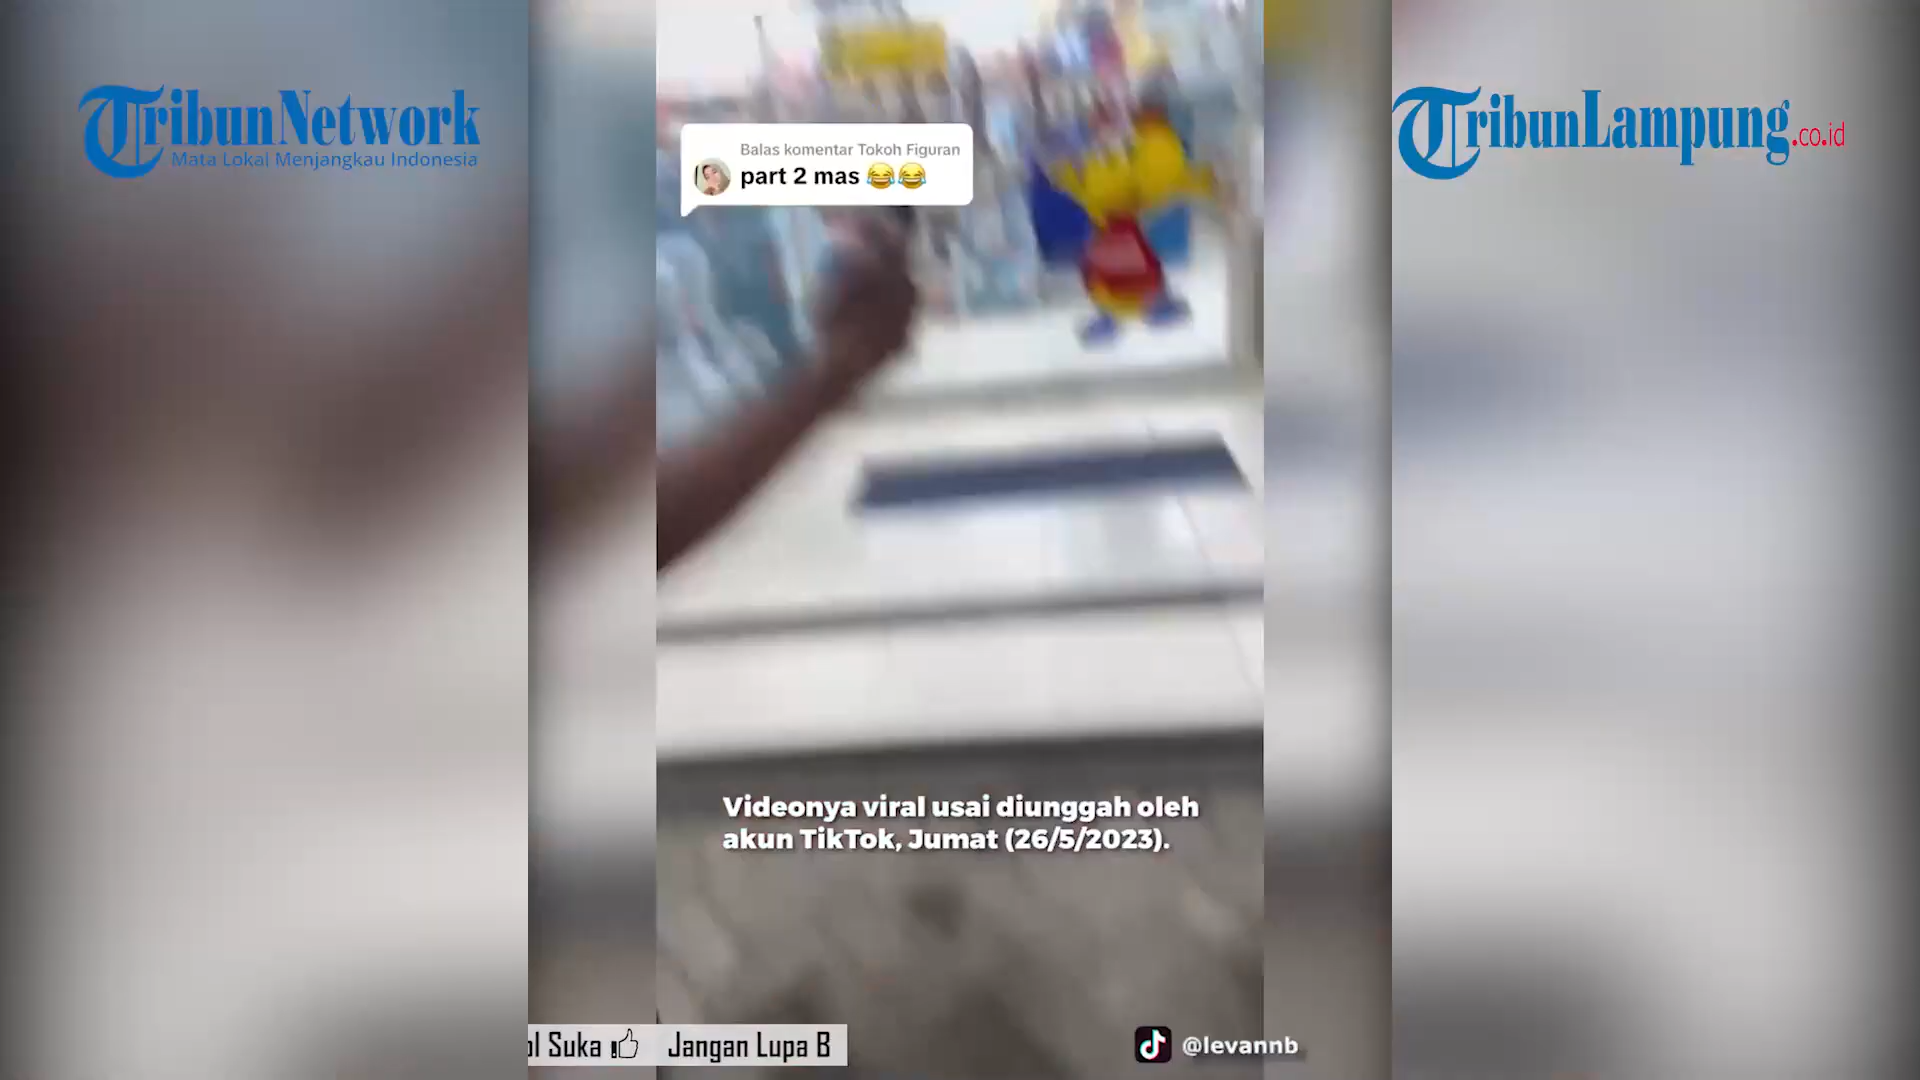 TribunNetwork
Mata Lokal Menjangkau Indonesia
TribunLampung.co.id
Balas komentar Tokoh Figuran
part 2 mas 😂😂
Videonya viral usai diunggah oleh
akun TikTok, Jumat (26/5/2023).
ol Suka 👍 Jangan Lupa B
@levannb